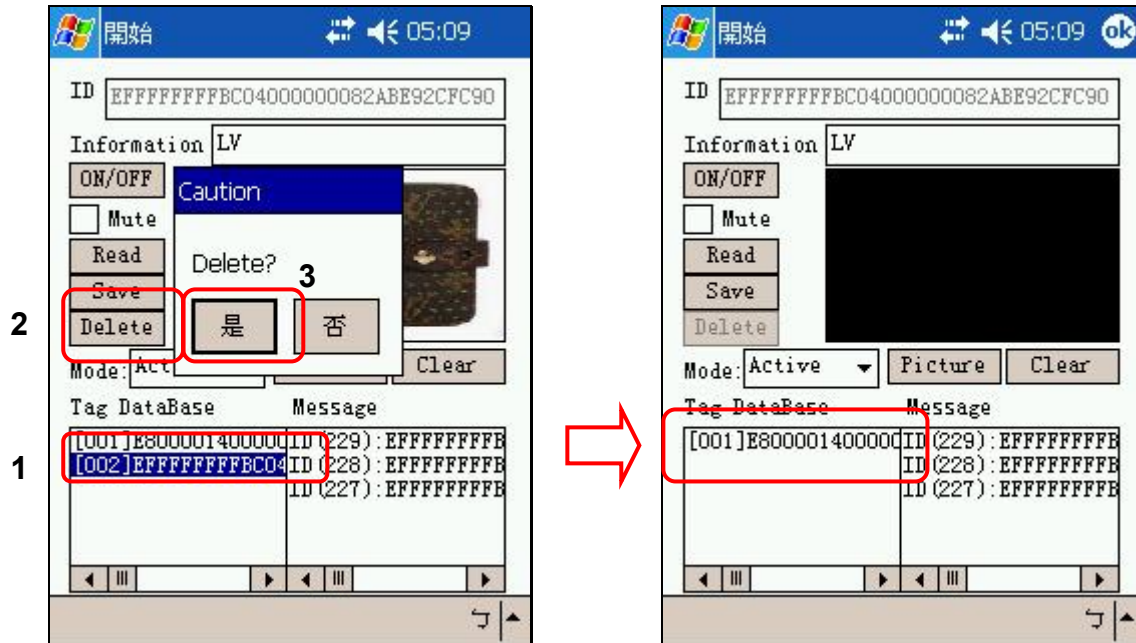 開始 05:09
ID EFFFFFFFFBC04000000082ABE92CFC90
Information LV
ON/OFF
Caution
Mute
Read
Delete?
3
Save
2
Delete
是 否
Mode: Act
Clear
Tag DataBase Message
[001]E80000140000 ID(229):EFFFFFFFFB
1
[002]EFFFFFFFFBC04 ID(228):EFFFFFFFFB
ID(227):EFFFFFFFFB
ㄅ
開始 05:09 ok
ID EFFFFFFFFBC04000000082ABE92CFC90
Information LV
ON/OFF
Mute
Read
Save
Delete
Mode: Active Picture Clear
Tag DataBase Message
[001]E80000140000 ID(229):EFFFFFFFFB
ID(228):EFFFFFFFFB
ID(227):EFFFFFFFFB
ㄅ